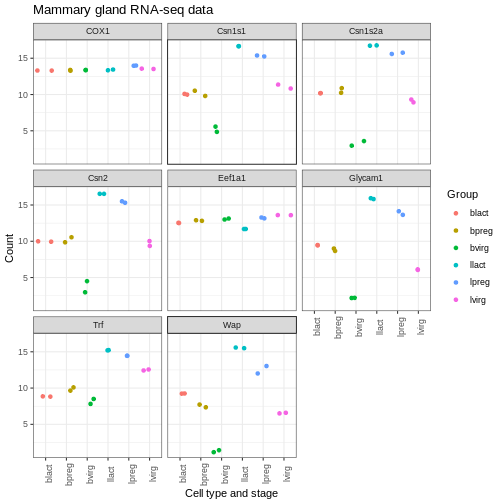 Mammary gland RNA-seq data
COX1 Csn1s1 Csn1s2a
15
10
5
Csn2 Eef1a1 Glycam1
15
10
5
Trf Wap
15
10
5
blact bpreg bvirg llact lpreg lvirg
blact bpreg bvirg llact lpreg lvirg
blact bpreg bvirg llact lpreg lvirg
Count
Cell type and stage
Group
blact
bpreg
bvirg
llact
lpreg
lvirg